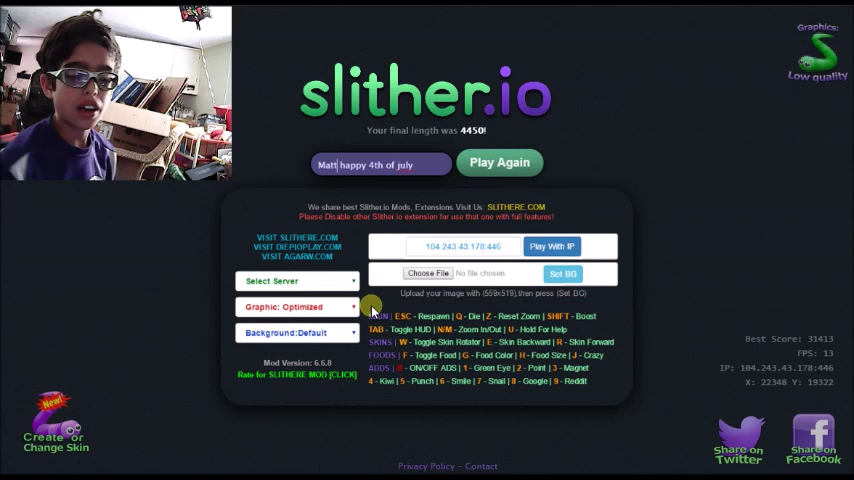 Graphics:
Low quality
slither.io
Your final length was 4450!
Matt happy 4th of july
Play Again
We share best Slither.io Mods, Extensions Visit Us SLITHERE.COM
Plaese Disable other Slither.io extension for use that one with full features!
VISIT SLITHERE.COM
VISIT DIEPIOPLAY.COM
VISIT AGARW.COM
104.243.43.178:446 Play With IP
Select Server
Choose File No file chosen Set BG
Upload your image with (559x519),then press (Set BG)
Graphic: Optimized
Background:Default
ESC - Respawn | Q - Die | Z - Reset Zoom | SHIFT - Boost
TAB - Toggle HUD | N/M - Zoom In/Out | U - Hold For Help
SKINS | W - Toggle Skin Rotator | E - Skin Backward | R - Skin Forward
FOODS | F - Toggle Food | G - Food Color | H - Food Size | J - Crazy
ADDS | 0 - ON/OFF ADS | 1 - Green Eye | 2 - Point | 3 - Magnet
4 - Kiwi | 5 - Punch | 6 - Smile | 7 - Snail | 8 - Google | 9 - Reddit
Mod Version: 6.6.8
Rate for SLITHERE MOD [CLICK]
Best Score: 31413
FPS: 13
IP: 104.243.43.178:446
X: 22348 Y: 19322
New!
Create or
Change Skin
Share on
Twitter
Share on
Facebook
Privacy Policy - Contact